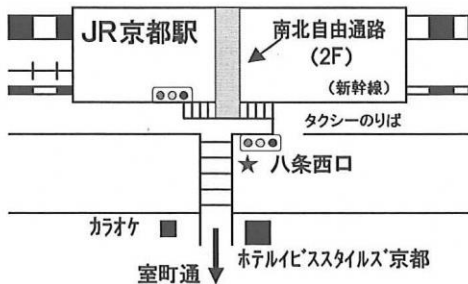 JR京都駅
南北自由通路
(2F)
(新幹線)
タクシーのりば
★ 八条西口
カラオケ
ホテルイビススタイルズ京都
室町通